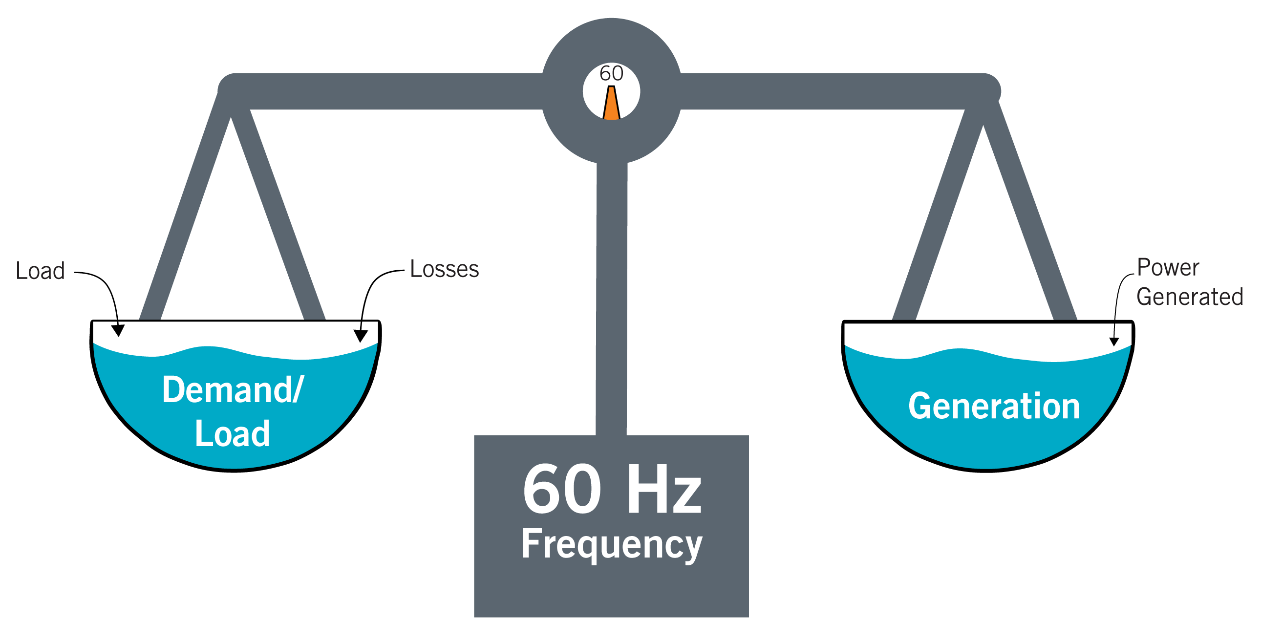 60
Load
Losses
Power
Generated
Demand/
Load
Generation
60 Hz
Frequency